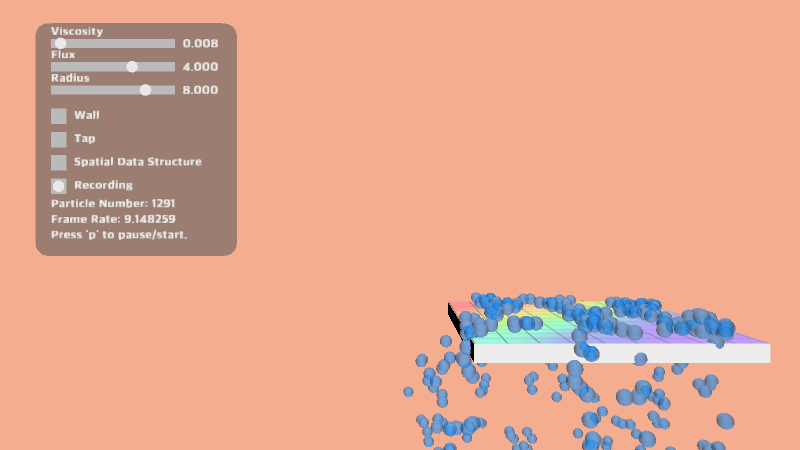 Viscosity
0.008
Flux
4.000
Radius
8.000
Wall
Tap
Spatial Data Structure
Recording
Particle Number: 1291
Frame Rate: 9.148259
Press 'p' to pause/start.